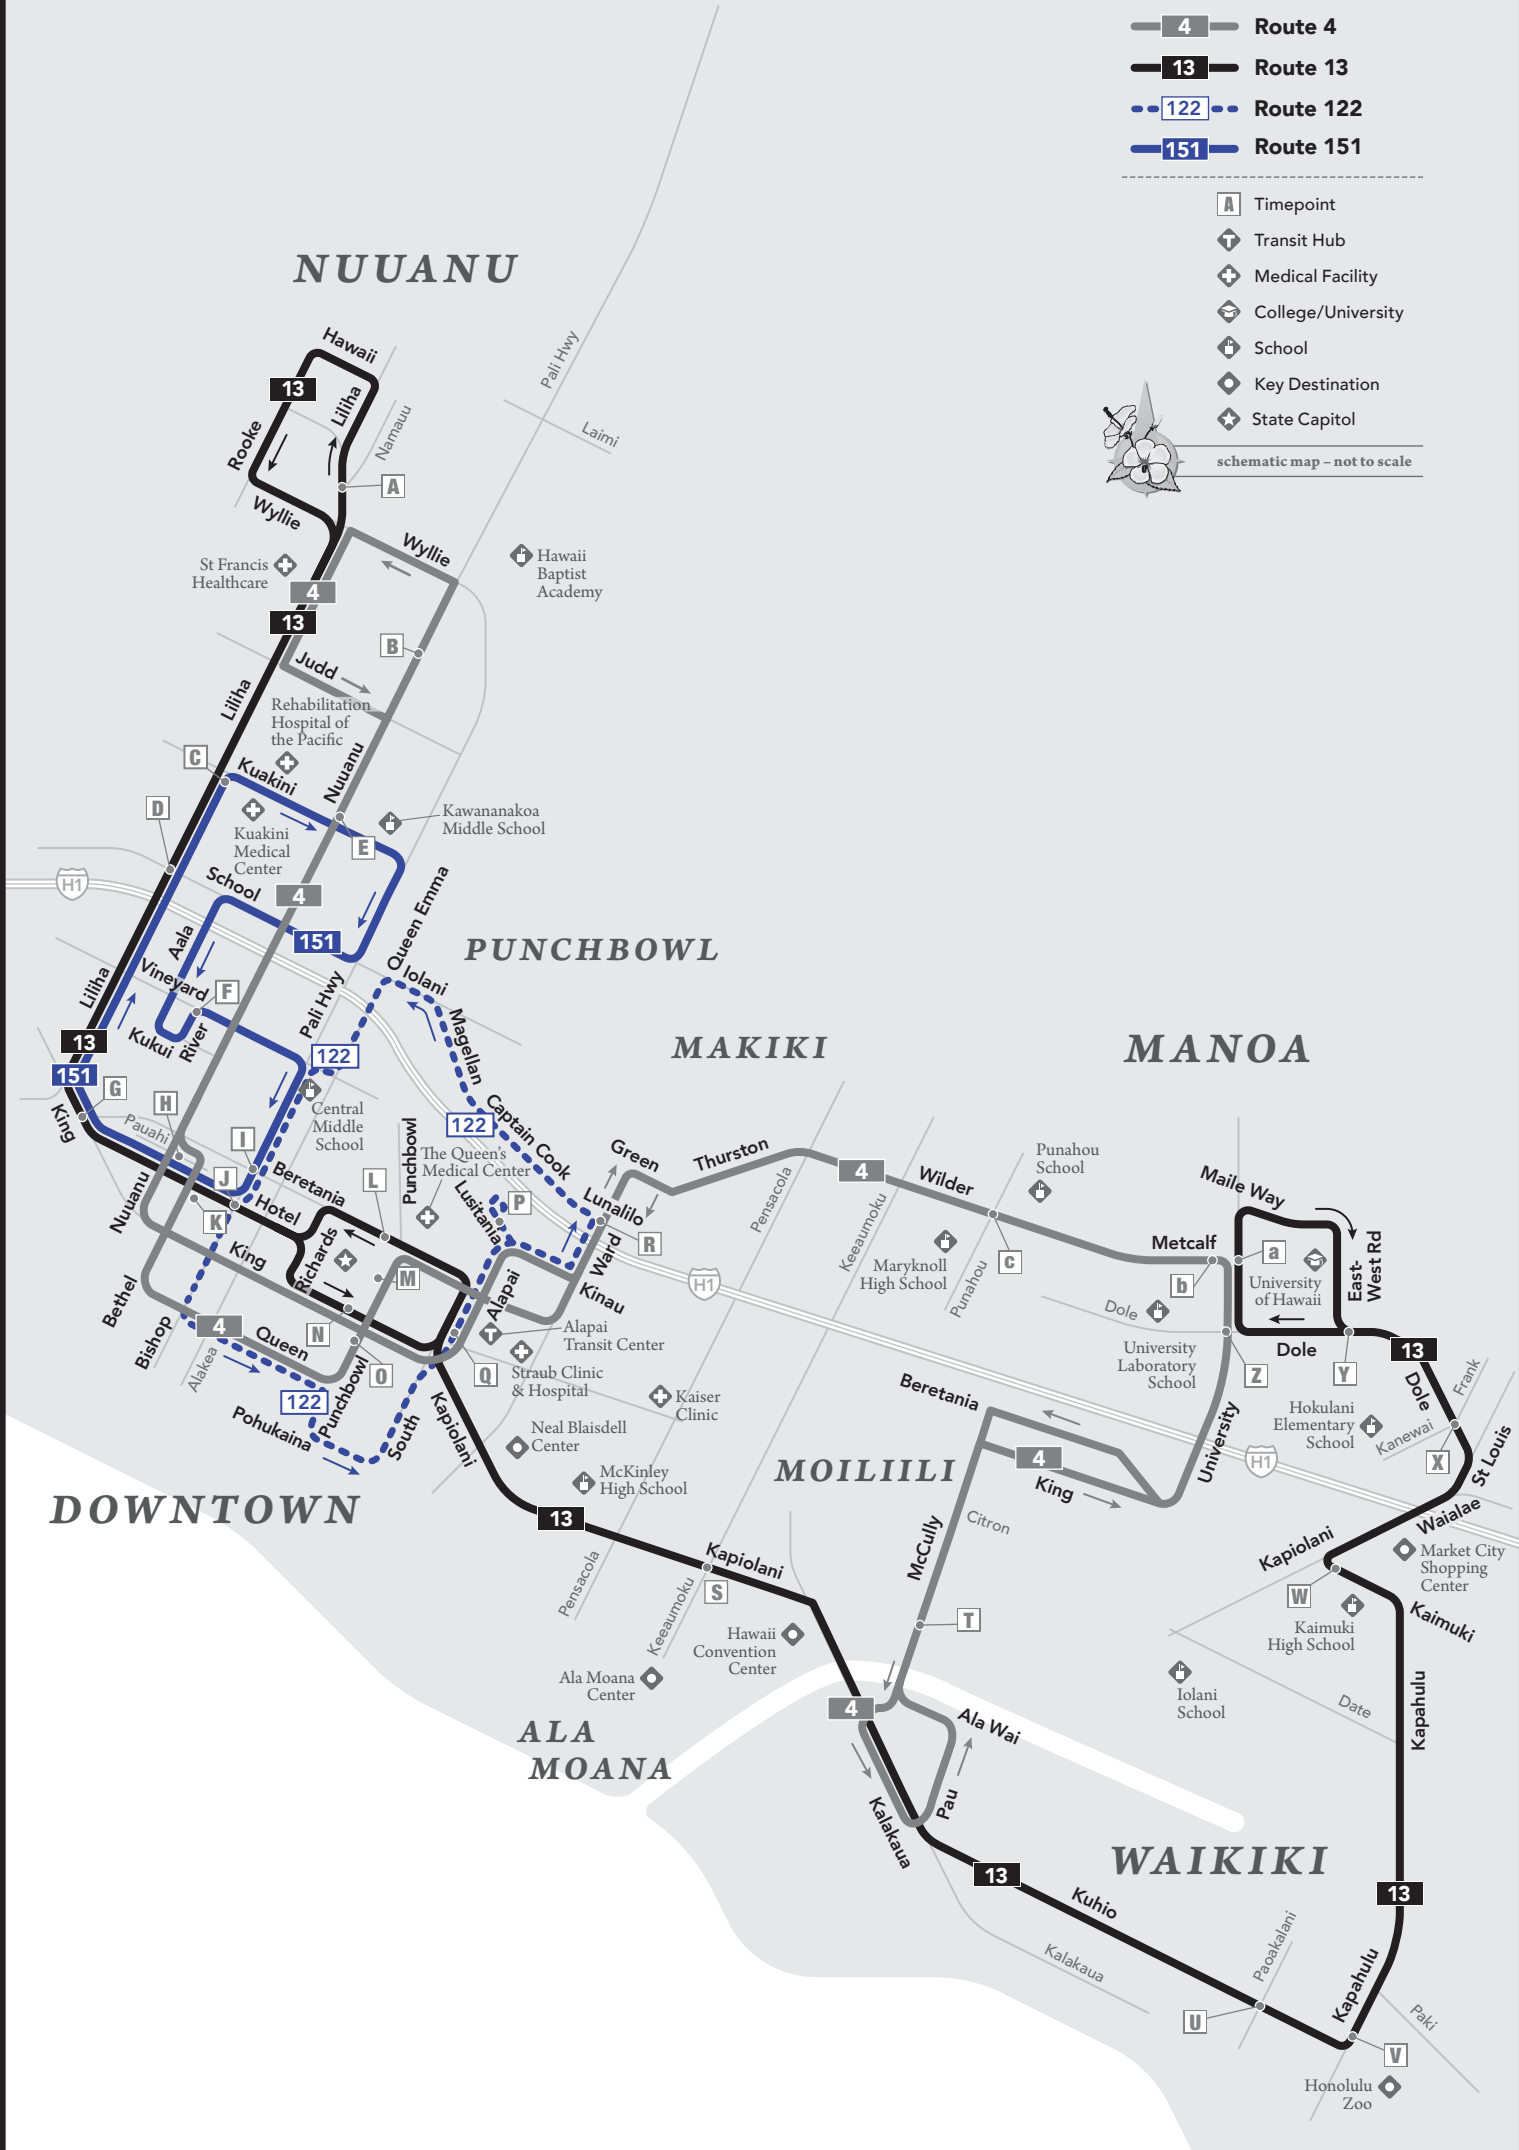 4 Route 4
13 Route 13
122 Route 122
151 Route 151
A Timepoint
Transit Hub
Medical Facility
College/University
School
Key Destination
State Capitol
schematic map – not to scale
NUUANU
Hawaii
13
Liliha
Rooke
Namauu
Pali Hwy
Laimi
A
Wyllie
Wyllie
St Francis
Healthcare
Hawaii
Baptist
Academy
4
13
B
Judd
Liliha
Rehabilitation
Hospital of
the Pacific
Nuuanu
C
Kuakini
D
Kuakini
Medical
Center
Kawananakoa
Middle School
E
H1
School
4
151
Queen Emma
PUNCHBOWL
Aala
Vineyard
F
Liliha
Iolani
Pali Hwy
Magellan
Kukui
River
13
151
122
G
King
H
Pauahi
Central
Middle
School
I
J
122
Captain Cook
Punchbowl
The Queen's
Medical Center
Beretania
L
Lusitania
P
Nuuanu
K
Hotel
King
Richards
M
Green
Lunalilo
R
Ward
Kinau
Alapai
Bethel
Bishop
4
Queen
Alakea
N
O
Punchbowl
Q
Alapai
Transit Center
Straub Clinic
& Hospital
122
Pohukaina
South
Kapiolani
Kaiser
Clinic
Neal Blaisdell
Center
McKinley
High School
DOWNTOWN
MAKIKI
MANOA
Thurston
4
Wilder
Pensacola
Keeaumoku
Punahou
School
Maryknoll
High School
Punahou
c
Maile Way
Metcalf
a
b
University
of Hawaii
East-
West Rd
H1
Dole
University
Laboratory
School
Z
Dole
Y
13
Dole
Frank
Hokulani
Elementary
School
Kanewai
X
St Louis
Beretania
4
King
University
H1
MOILIILI
Citron
McCully
13
Kapiolani
S
Pensacola
Keeaumoku
Hawaii
Convention
Center
Ala Moana
Center
T
Waialae
Kapiolani
Market City
Shopping
Center
W
Kaimuki
High School
Kaimuki
Iolani
School
Date
Kapahulu
ALA
MOANA
4
Ala Wai
Kalakaua
Pau
WAIKIKI
13
13
Kuhio
Kalakaua
Paoakalani
Kapahulu
Paki
U
V
Honolulu
Zoo